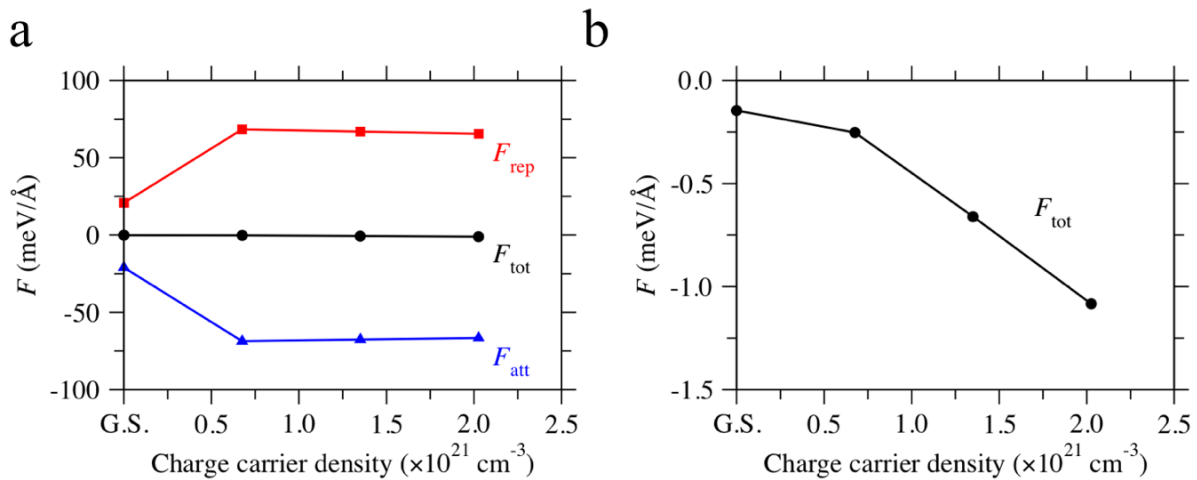 a
100
50
0
-50
-100
F (meV/Å)
F_rep
F_tot
F_att
G.S. 0.5 1.0 1.5 2.0 2.5
Charge carrier density (×10^21 cm^-3)
b
0.0
-0.5
-1.0
-1.5
F (meV/Å)
F_tot
G.S. 0.5 1.0 1.5 2.0 2.5
Charge carrier density (×10^21 cm^-3)